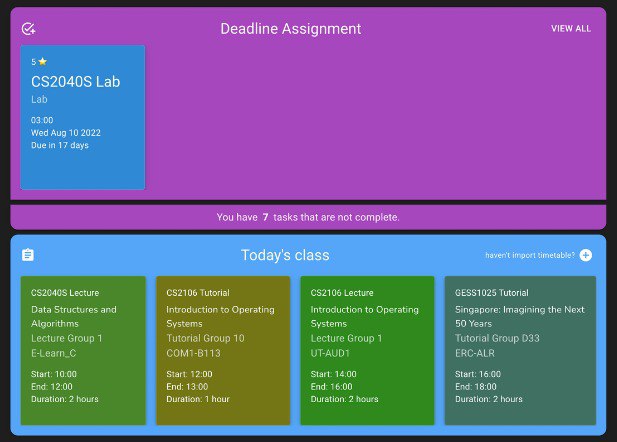 Deadline Assignment
VIEW ALL
5 ⭐
CS2040S Lab
Lab
03:00
Wed Aug 10 2022
Due in 17 days
You have 7 tasks that are not complete.
Today's class
haven't import timetable?
CS2040S Lecture
Data Structures and
Algorithms
Lecture Group 1
E-Learn_C
Start: 10:00
End: 12:00
Duration: 2 hours
CS2106 Tutorial
Introduction to Operating
Systems
Tutorial Group 10
COM1-B113
Start: 12:00
End: 13:00
Duration: 1 hour
CS2106 Lecture
Introduction to Operating
Systems
Lecture Group 1
UT-AUD1
Start: 14:00
End: 16:00
Duration: 2 hours
GESS1025 Tutorial
Singapore: Imagining the Next
50 Years
Tutorial Group D33
ERC-ALR
Start: 16:00
End: 18:00
Duration: 2 hours